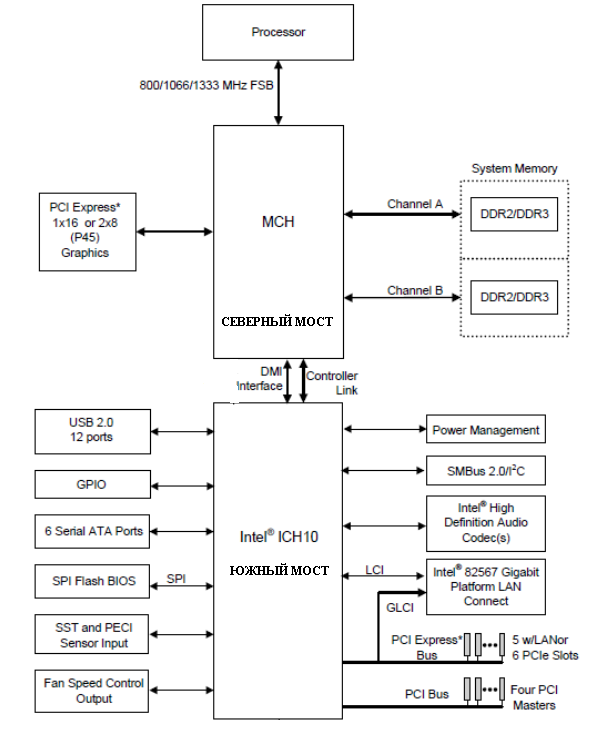 Processor
800/1066/1333 MHz FSB
System Memory
PCI Express*
1x16 or 2x8
(P45)
Graphics
MCH
СЕВЕРНЫЙ МОСТ
Channel A
DDR2/DDR3
Channel B
DDR2/DDR3
DMI
Interface
Controller
Link
USB 2.0
12 ports
GPIO
6 Serial ATA Ports
SPI Flash BIOS
SPI
SST and PECI
Sensor Input
Fan Speed Control
Output
Intel® ICH10
ЮЖНЫЙ МОСТ
Power Management
SMBus 2.0/I²C
Intel® High
Definition Audio
Codec(s)
LCI
Intel® 82567 Gigabit
Platform LAN
Connect
GLCI
PCI Express*
Bus
5 w/LANor
6 PCIe Slots
PCI Bus
Four PCI
Masters